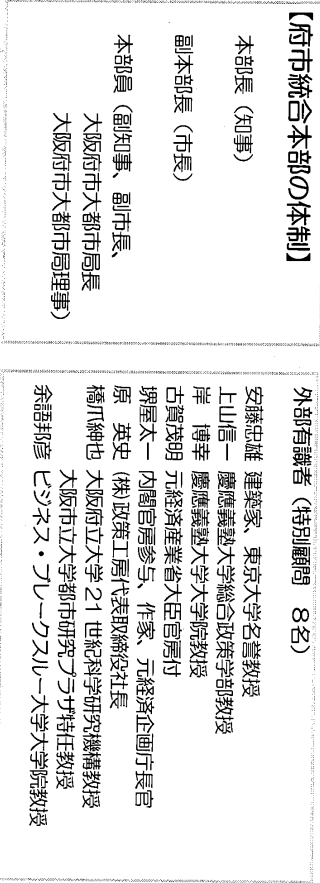 【府市統合本部の体制】
本部長（知事）
副本部長（市長）
本部員（副知事、副市長、
大阪府市大都市局長
大阪府市大都市局理事）
外部有識者（特別顧問　8名）
安藤忠雄　建築家、東京大学名誉教授
上山信一　慶應義塾大学総合政策学部教授
岸　博幸　慶應義塾大学大学院教授
古賀茂明　元経済産業省大臣官房付
堺屋太一　内閣官房参与、作家、元経済企画庁長官
原　英史　(株)政策工房代表取締役社長
橋爪紳也　大阪府立大学21世紀科学研究機構教授
大阪市立大学都市研究プラザ特任教授
余語邦彦　ビジネス・ブレークスルー大学大学院教授